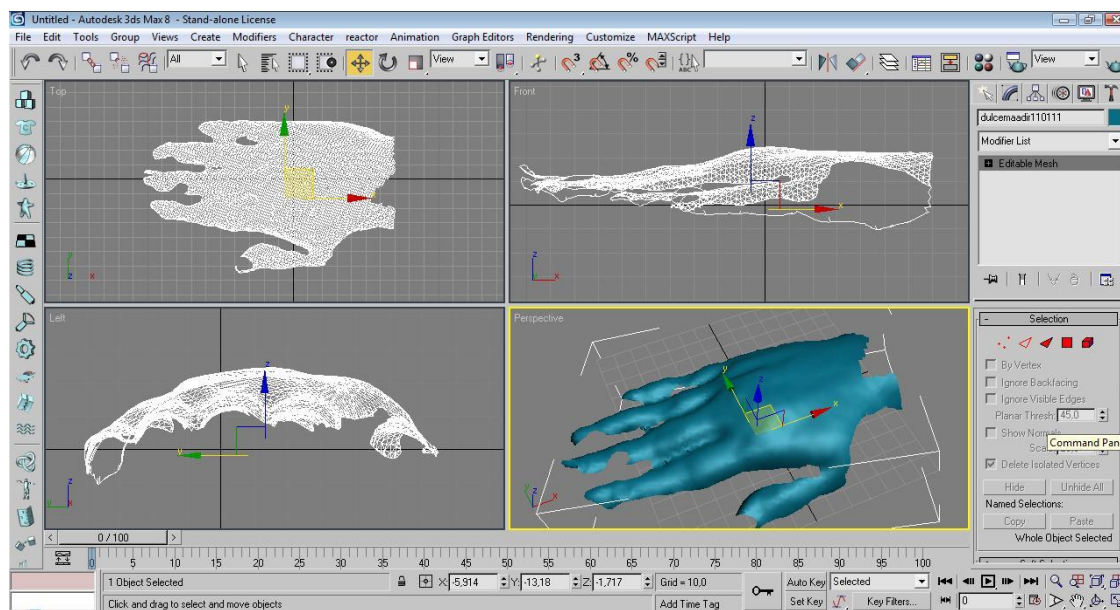 Untitled - Autodesk 3ds Max 8 - Stand-alone License
File Edit Tools Group Views Create Modifiers Character reactor Animation Graph Editors Rendering Customize MAXScript Help
All View View
Top Front
y z
x x
y z
z x x
dulcemaadir110111
Modifier List
Editable Mesh
Left Perspective
z y z
y x
z z
y y x
- Selection
By Vertex
Ignore Backfacing
Ignore Visible Edges
Planar Thresh: 45,0
Show Normals
Command Pan
Delete Isolated Vertices
Hide Unhide All
Named Selections:
Copy Paste
Whole Object Selected
< 0 / 100 >
0 5 10 15 20 25 30 35 40 45 50 55 60 65 70 75 80 85 90 95 100
1 Object Selected X: -5,914 Y: -13,18 Z: -1,717 Grid = 10,0 Auto Key Selected
Click and drag to select and move objects Add Time Tag Set Key Key Filters... 0